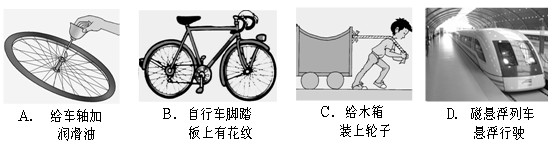 A. 给车轴加
润滑油
B. 自行车脚踏
板上有花纹
C. 给木箱
装上轮子
D. 磁悬浮列车
悬浮行驶